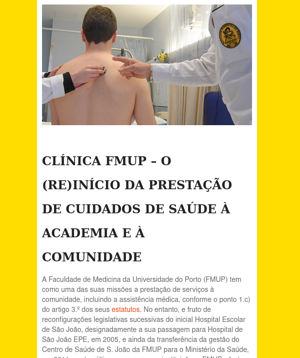 CLÍNICA FMUP – O
(RE)INÍCIO DA PRESTAÇÃO
DE CUIDADOS DE SAÚDE À
ACADEMIA E À
COMUNIDADE
A Faculdade de Medicina da Universidade do Porto (FMUP) tem
como uma das suas missões a prestação de serviços à
comunidade, incluindo a assistência médica, conforme o ponto 1.c)
do artigo 3.º dos seus estatutos. No entanto, e fruto de
reconfigurações legislativas sucessivas do inicial Hospital Escolar
de São João, designadamente a sua passagem para Hospital de
São João EPE, em 2005, e ainda da transferência da gestão do
Centro de Saúde de S. João da FMUP para o Ministério da Saúde,